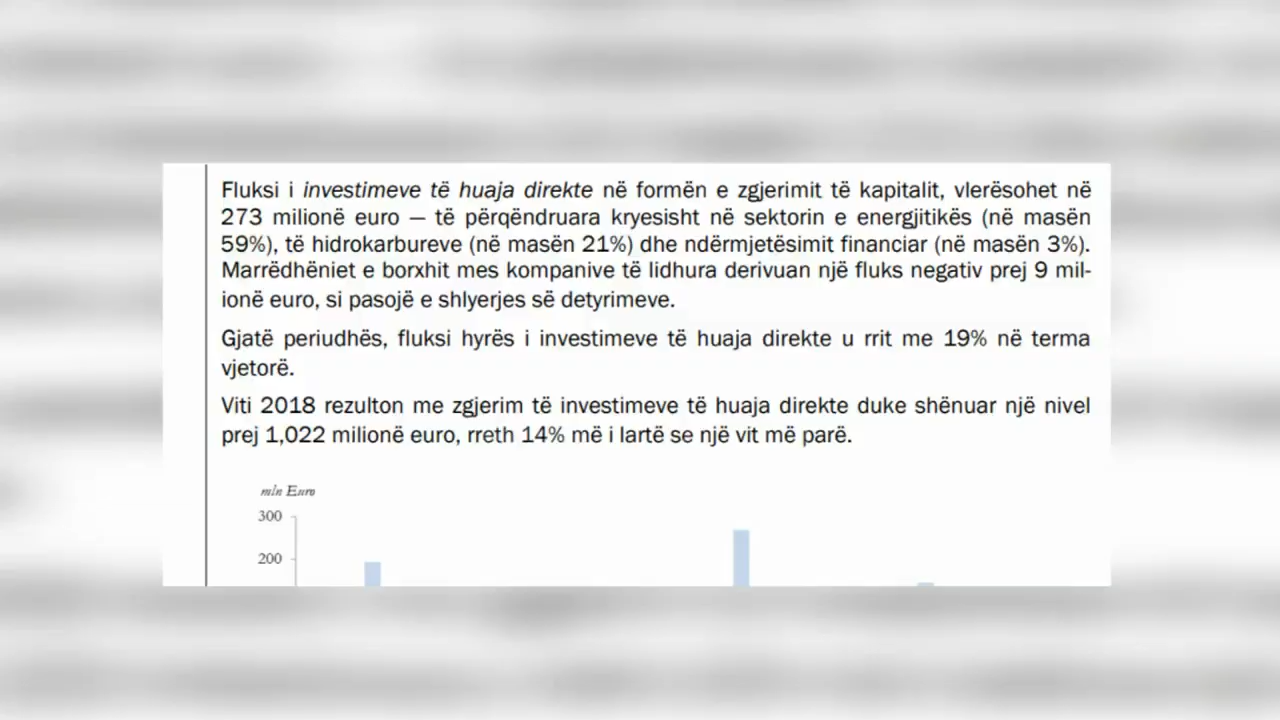 Fluksi i investimeve të huaja direkte në formën e zgjerimit të kapitalit, vlerësohet në
273 milionë euro — të përqëndruara kryesisht në sektorin e energjitikës (në masën
59%), të hidrokarbureve (në masën 21%) dhe ndërmjetësimit financiar (në masën 3%).
Marrëdhëniet e borxhit mes kompanive të lidhura derivuan një fluks negativ prej 9 mil-
ionë euro, si pasojë e shlyerjes së detyrimeve.
Gjatë periudhës, fluksi hyrës i investimeve të huaja direkte u rrit me 19% në terma
vjetorë.
Viti 2018 rezulton me zgjerim të investimeve të huaja direkte duke shënuar një nivel
prej 1,022 milionë euro, rreth 14% më i lartë se një vit më parë.
mln Euro
300
200